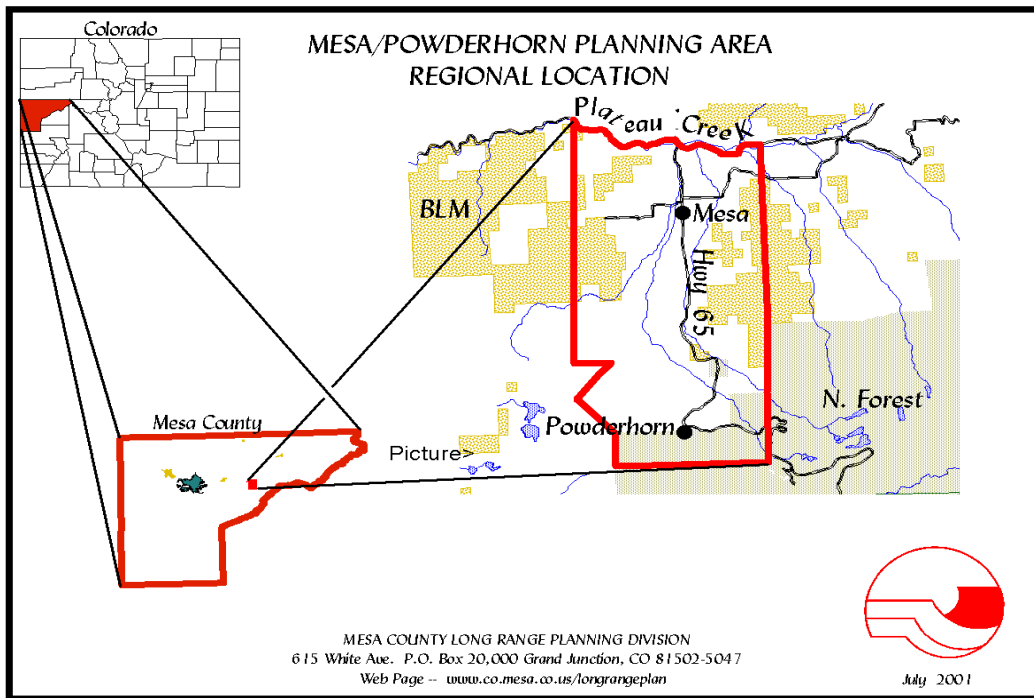 Colorado
MESA/POWDERHORN PLANNING AREA
REGIONAL LOCATION
Plateau Creek
BLM
Mesa
Hwy 65
N. Forest
Powderhorn
Mesa County
Picture>
MESA COUNTY LONG RANGE PLANNING DIVISION
615 White Ave. P.O. Box 20,000 Grand Junction, CO 81502-5047
Web Page -- www.co.mesa.co.us/longrangeplan
July 2001